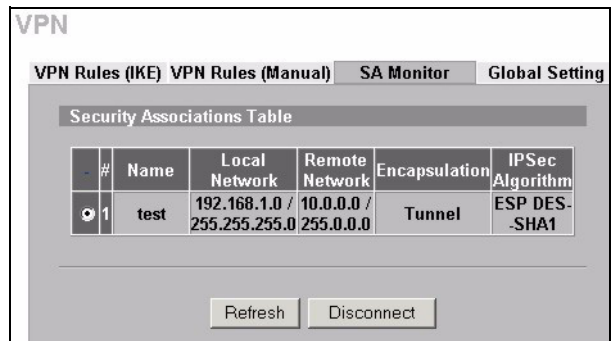 VPN
VPN Rules (IKE) VPN Rules (Manual) SA Monitor Global Setting
Security Associations Table
- # Name Local Network Remote Network Encapsulation IPSec Algorithm
1 test 192.168.1.0 / 255.255.255.0 10.0.0.0 / 255.0.0.0 Tunnel ESP DES--SHA1
Refresh Disconnect